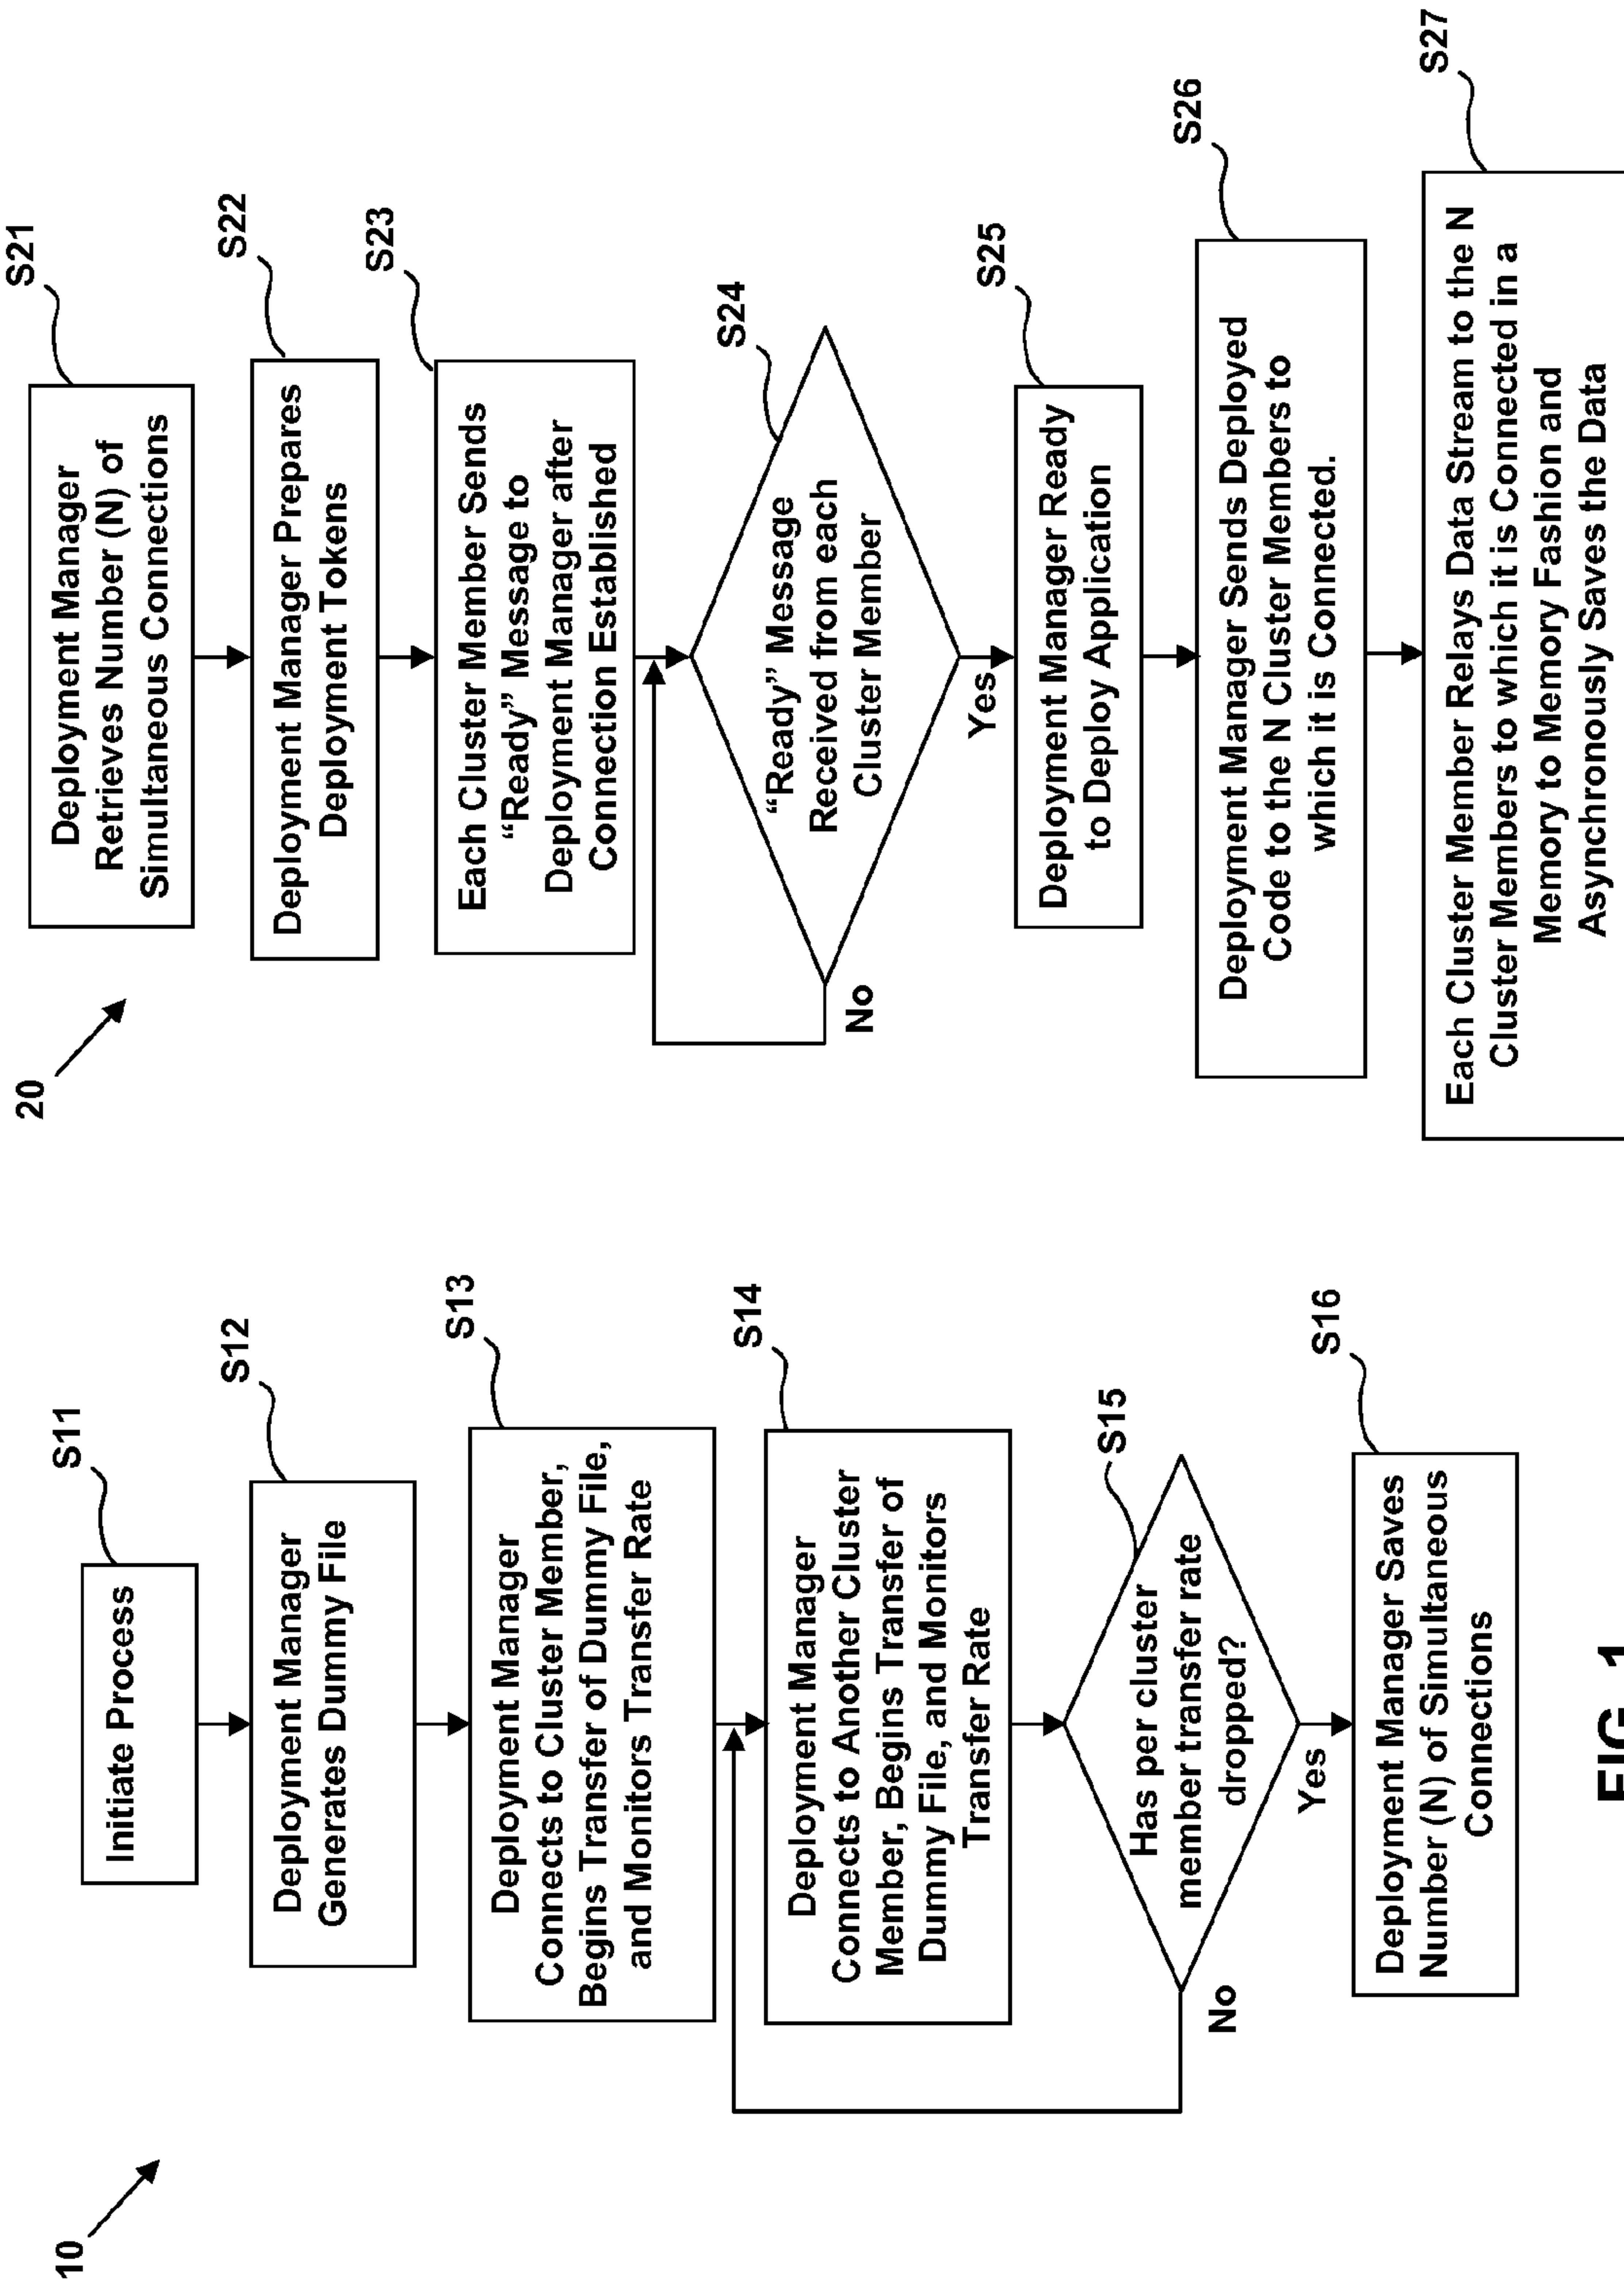 10
S11
Initiate Process
S12
Deployment Manager
Generates Dummy File
S13
Deployment Manager
Connects to Cluster Member,
Begins Transfer of Dummy File,
and Monitors Transfer Rate
S14
Deployment Manager
Connects to Another Cluster
Member, Begins Transfer of
Dummy File, and Monitors
Transfer Rate
S15
Has per cluster
member transfer rate
dropped?
No
Yes
S16
Deployment Manager Saves
Number (N) of Simultaneous
Connections
FIG. 1
20
S21
Deployment Manager
Retrieves Number (N) of
Simultaneous Connections
S22
Deployment Manager Prepares
Deployment Tokens
S23
Each Cluster Member Sends
“Ready” Message to
Deployment Manager after
Connection Established
S24
“Ready” Message
Received from each
Cluster Member
No
Yes
S25
Deployment Manager Ready
to Deploy Application
S26
Deployment Manager Sends Deployed
Code to the N Cluster Members to
which it is Connected.
S27
Each Cluster Member Relays Data Stream to the N
Cluster Members to which it is Connected in a
Memory to Memory Fashion and
Asynchronously Saves the Data